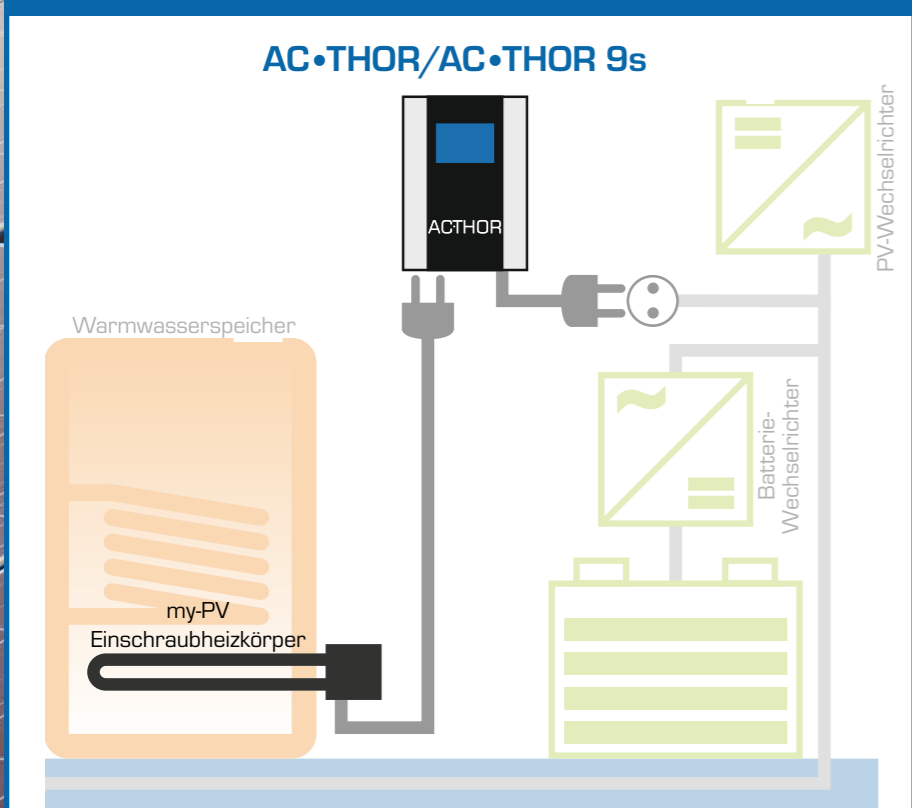 AC•THOR/AC•THOR 9s
PV-Wechselrichter
ACTHOR
Warmwasserspeicher
Batterie-
Wechselrichter
my-PV
Einschraubheizkörper